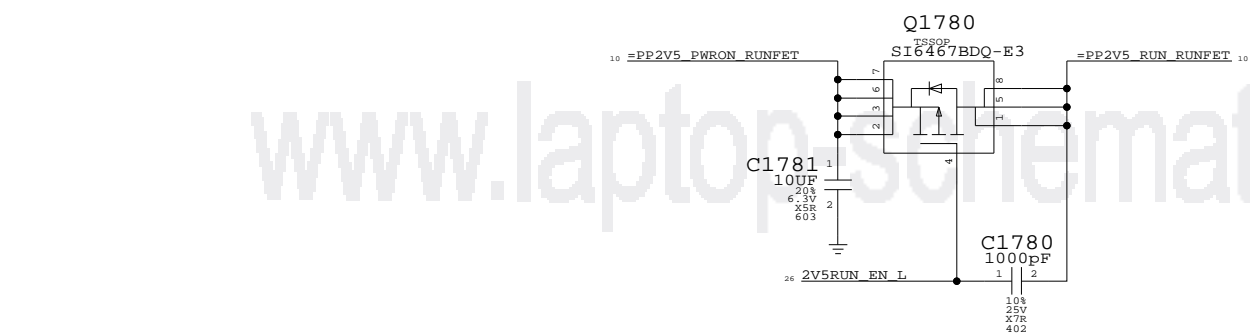 Q1780
TSSOP
SI6467BDQ-E3
10 =PP2V5_PWRON_RUNFET
=PP2V5_RUN_RUNFET 10
7
6
3
2
8
5
1
4
C1781
10UF
20%
6.3V
X5R
603
1
2
C1780
1000pF
1
2
10%
25V
X7R
402
26 2V5RUN_EN_L
www.laptop-schemat